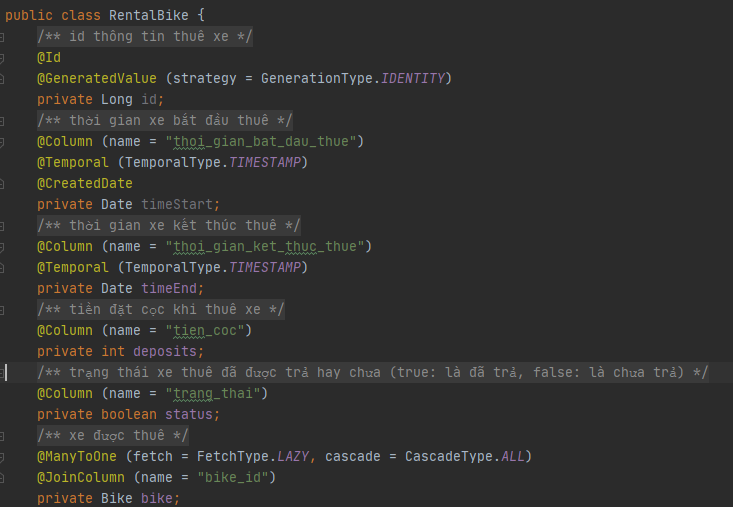 public class RentalBike {
/** id thông tin thuê xe */
@Id
@GeneratedValue (strategy = GenerationType.IDENTITY)
private Long id;
/** thời gian xe bắt đầu thuê */
@Column (name = "thoi_gian_bat_dau_thue")
@Temporal (TemporalType.TIMESTAMP)
@CreatedDate
private Date timeStart;
/** thời gian xe kết thúc thuê */
@Column (name = "thoi_gian_ket_thuc_thue")
@Temporal (TemporalType.TIMESTAMP)
private Date timeEnd;
/** tiền đặt cọc khi thuê xe */
@Column (name = "tien_coc")
private int deposits;
/** trạng thái xe thuê đã được trả hay chưa (true: là đã trả, false: là chưa trả) */
@Column (name = "trang_thai")
private boolean status;
/** xe được thuê */
@ManyToOne (fetch = FetchType.LAZY, cascade = CascadeType.ALL)
@JoinColumn (name = "bike_id")
private Bike bike;